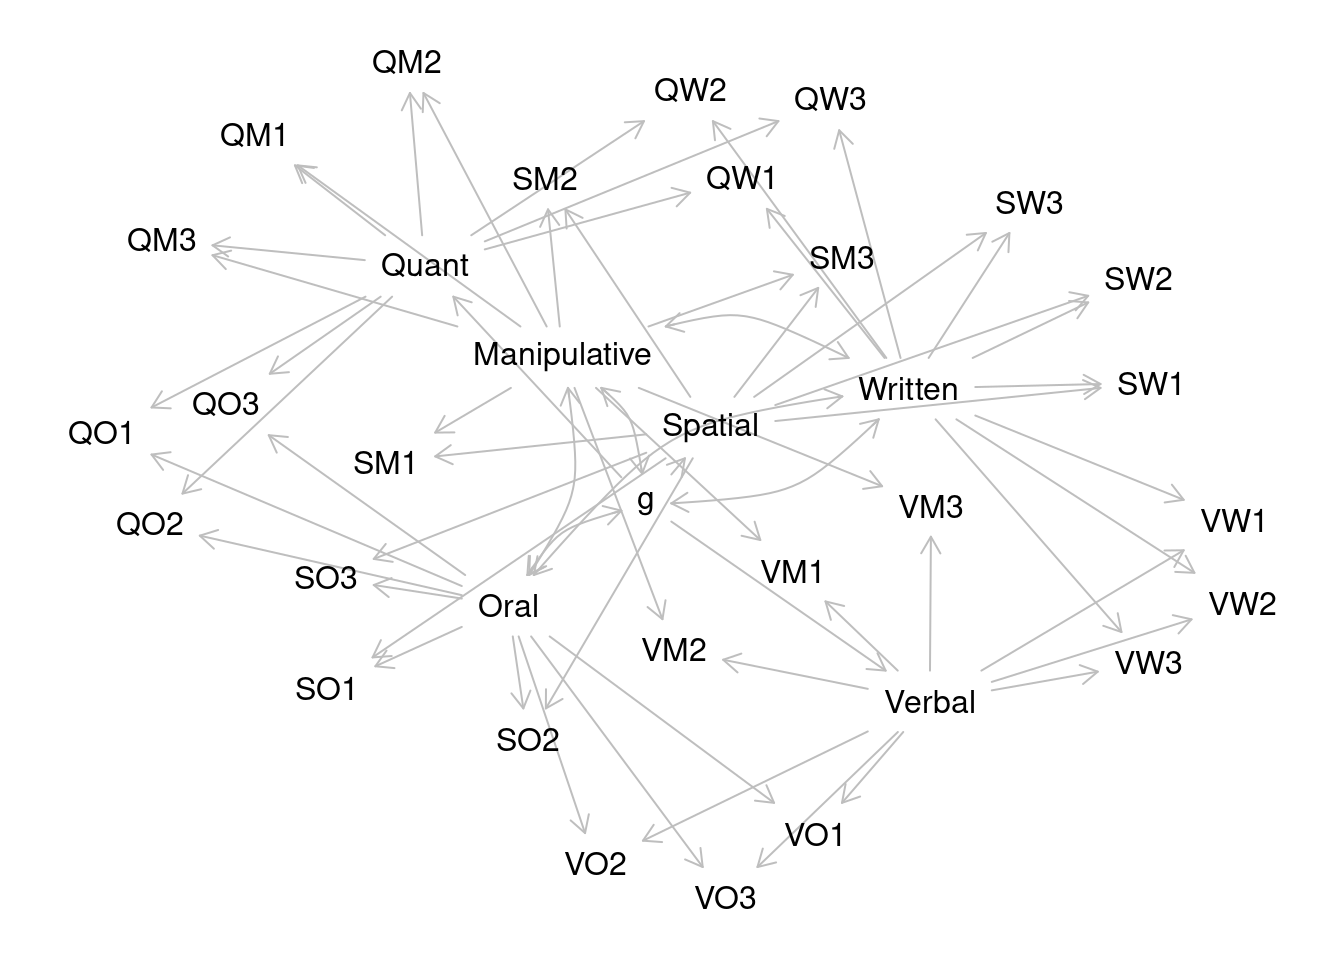 QM2
QW2
QW3
QM1
SM2
QW1
SW3
QM3
SM3
Quant
SW2
Manipulative
SW1
Written
QO3
Spatial
QO1
SM1
g
VM3
QO2
VW1
VM1
SO3
Oral
VW2
VM2
VW3
SO1
Verbal
SO2
VO1
VO2
VO3